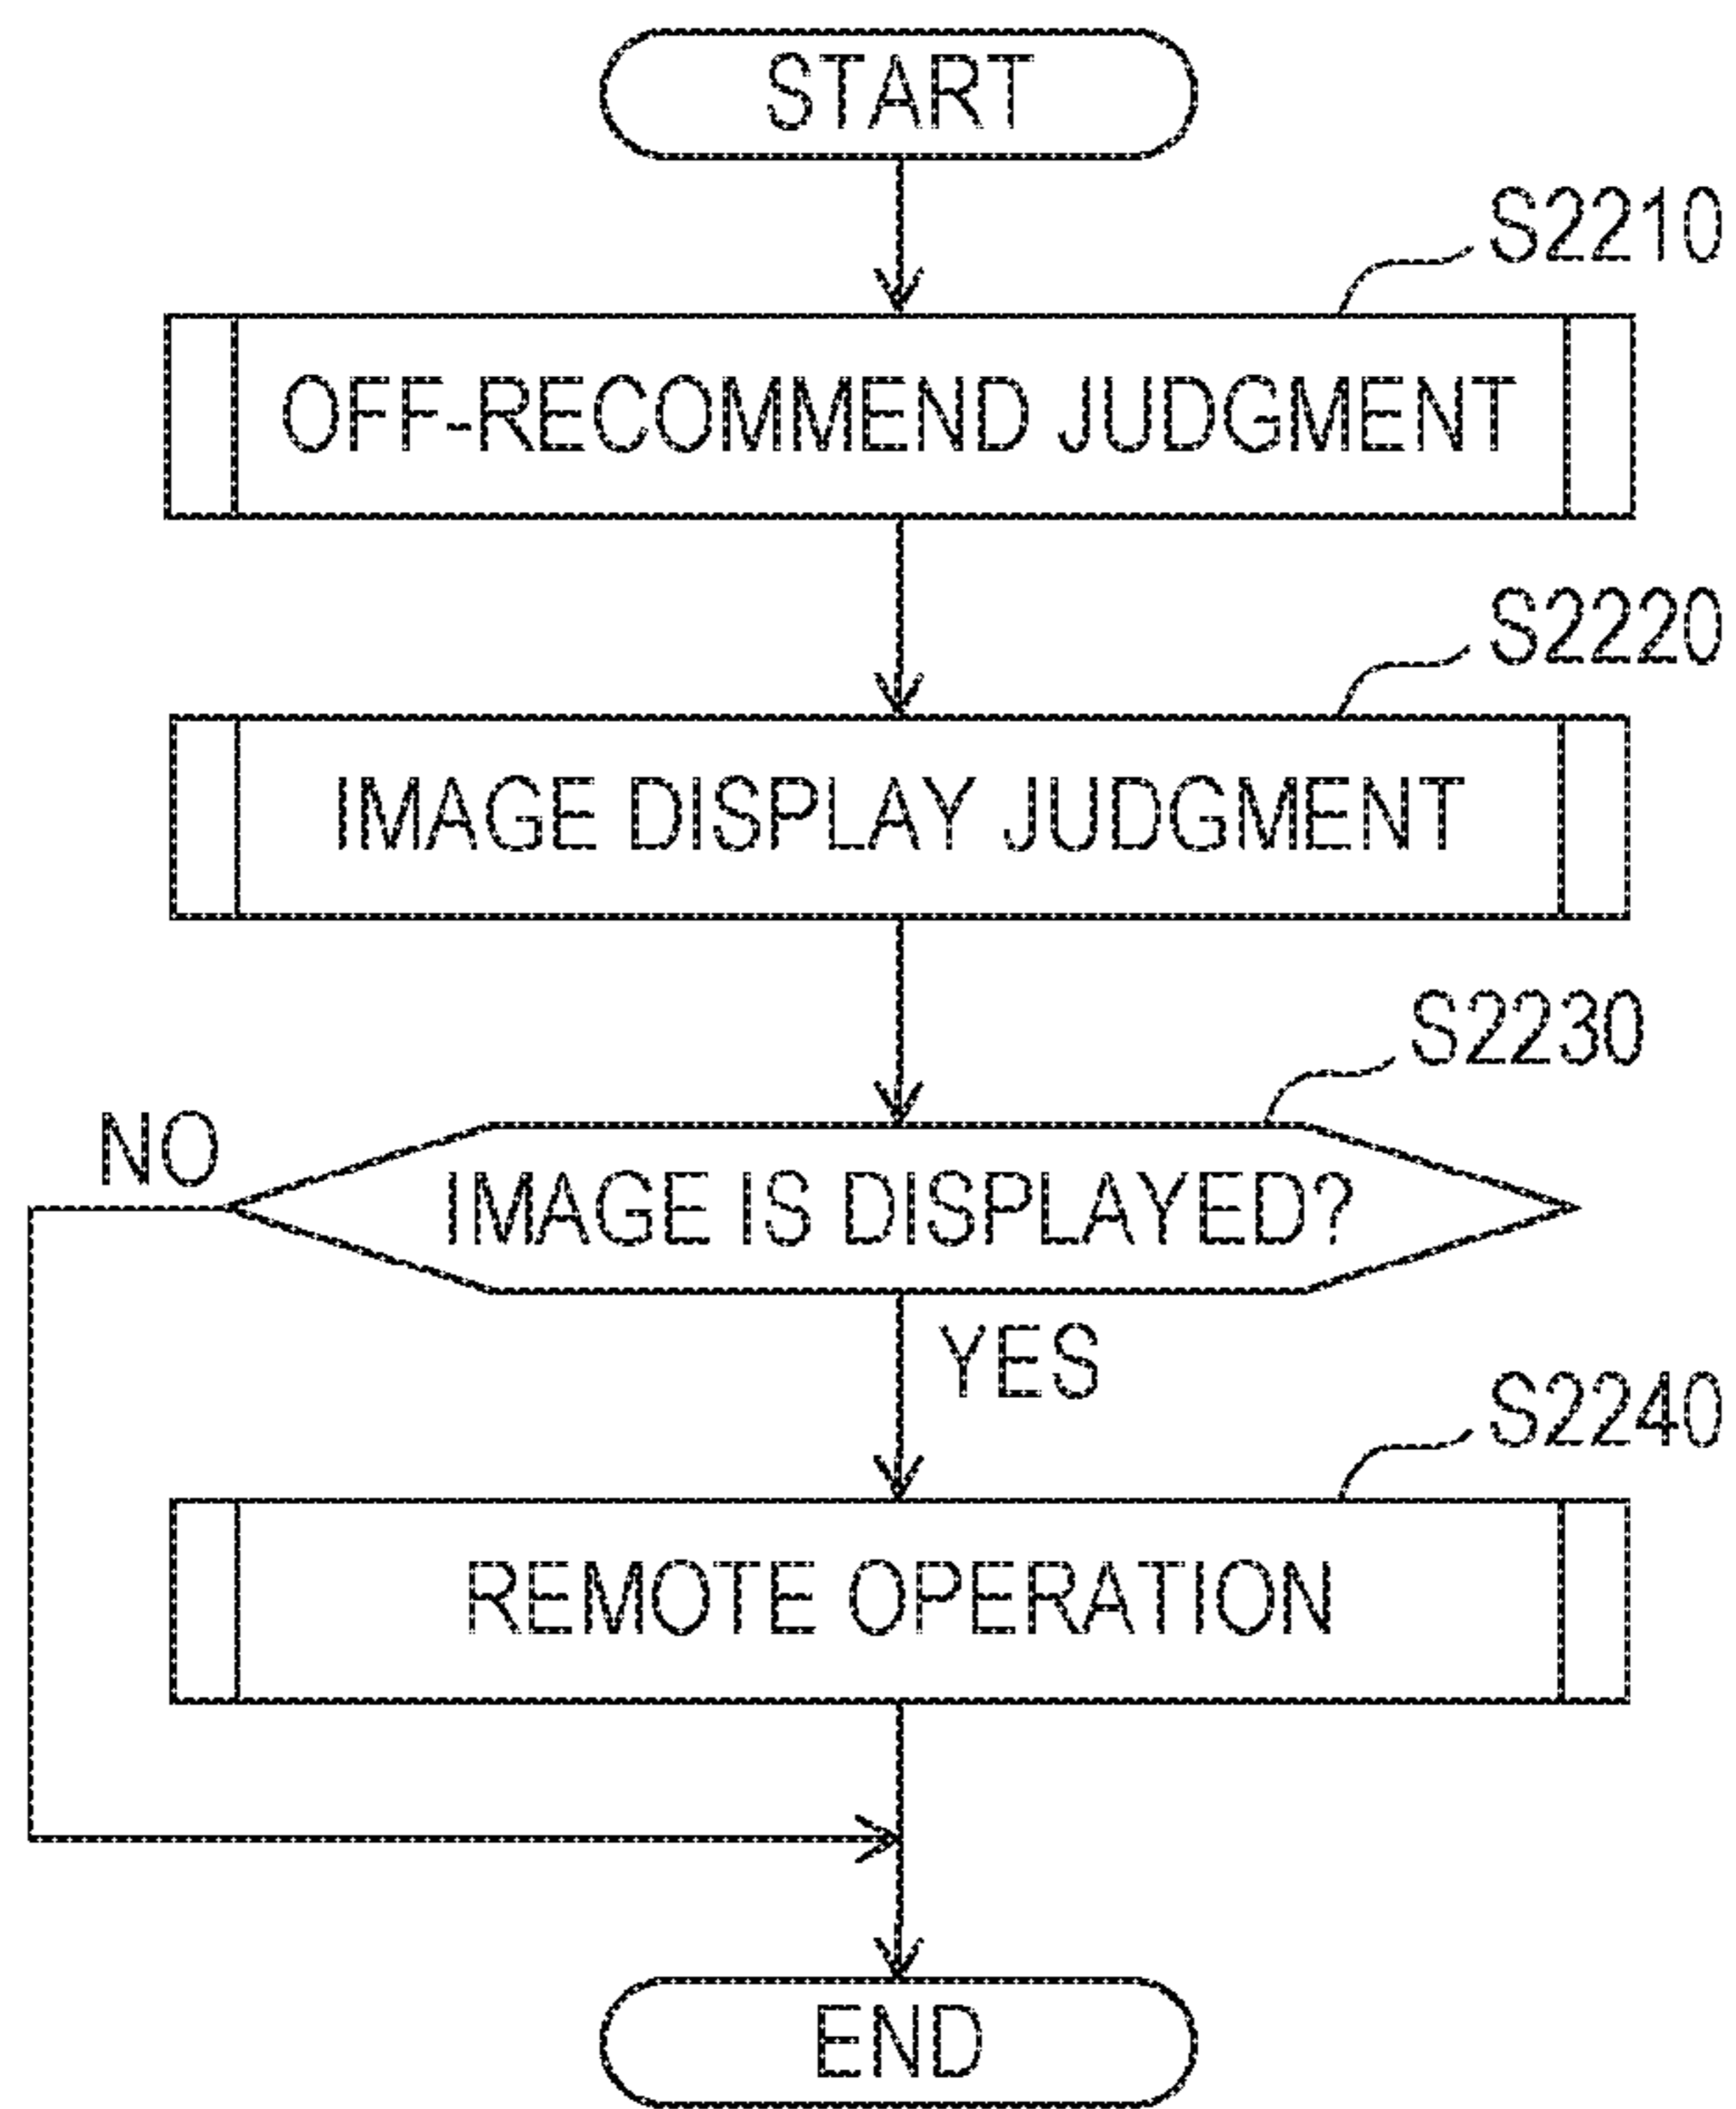 START
S2210
OFF-RECOMMEND JUDGMENT
S2220
IMAGE DISPLAY JUDGMENT
S2230
NO
IMAGE IS DISPLAYED?
YES
S2240
REMOTE OPERATION
END